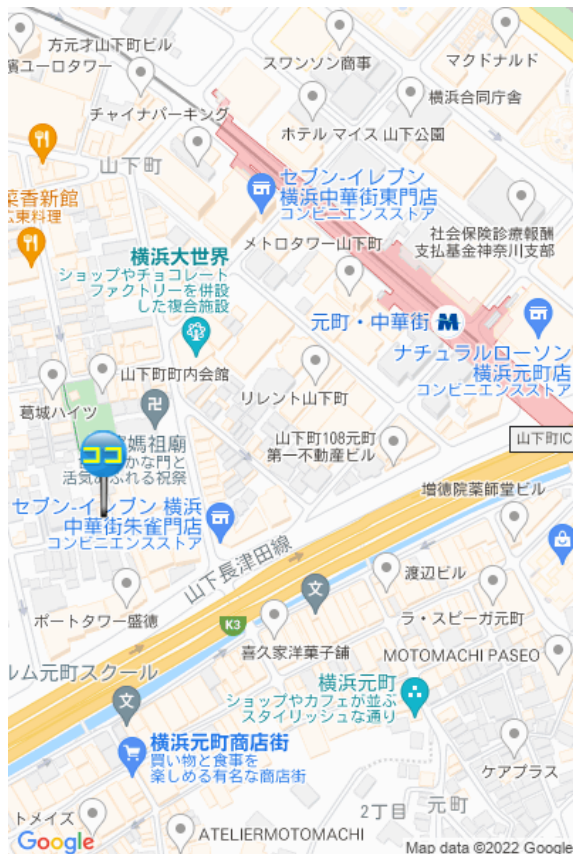 方元才山下町ビル
濱ユーロタワー
スワンソン商事
マクドナルド
横浜合同庁舎
チャイナパーキング
ホテル マイス 山下公園
山下町
セブン-イレブン
横浜中華街東門店
コンビニエンスストア
菜香新館
広東料理
メトロタワー山下町
社会保険診療報酬
支払基金神奈川支部
横浜大世界
ショップやチョコレート
ファクトリーを併設
した複合施設
元町・中華街
ナチュラルローソン
横浜元町店
コンビニエンスストア
山下町町内会館
葛城ハイツ
リレント山下町
山下町108元町
第一不動産ビル
山下町IC
媽祖廟
かな門と
活気あふれる祝祭
ココ
増徳院薬師堂ビル
セブン-イレブン 横浜
中華街朱雀門店
コンビニエンスストア
山下長津田線
渡辺ビル
ポートタワー盛徳
K3
ラ・スピーガ元町
喜久家洋菓子舗
MOTOMACHI PASEO
ルム元町スクール
横浜元町
ショップやカフェが並ぶ
スタイリッシュな通り
横浜元町商店街
買い物と食事を
楽しめる有名な商店街
ケアプラス
トメイズ
2丁目 元町
ATELIERMOTOMACHI
Google
Map data ©2022 Google